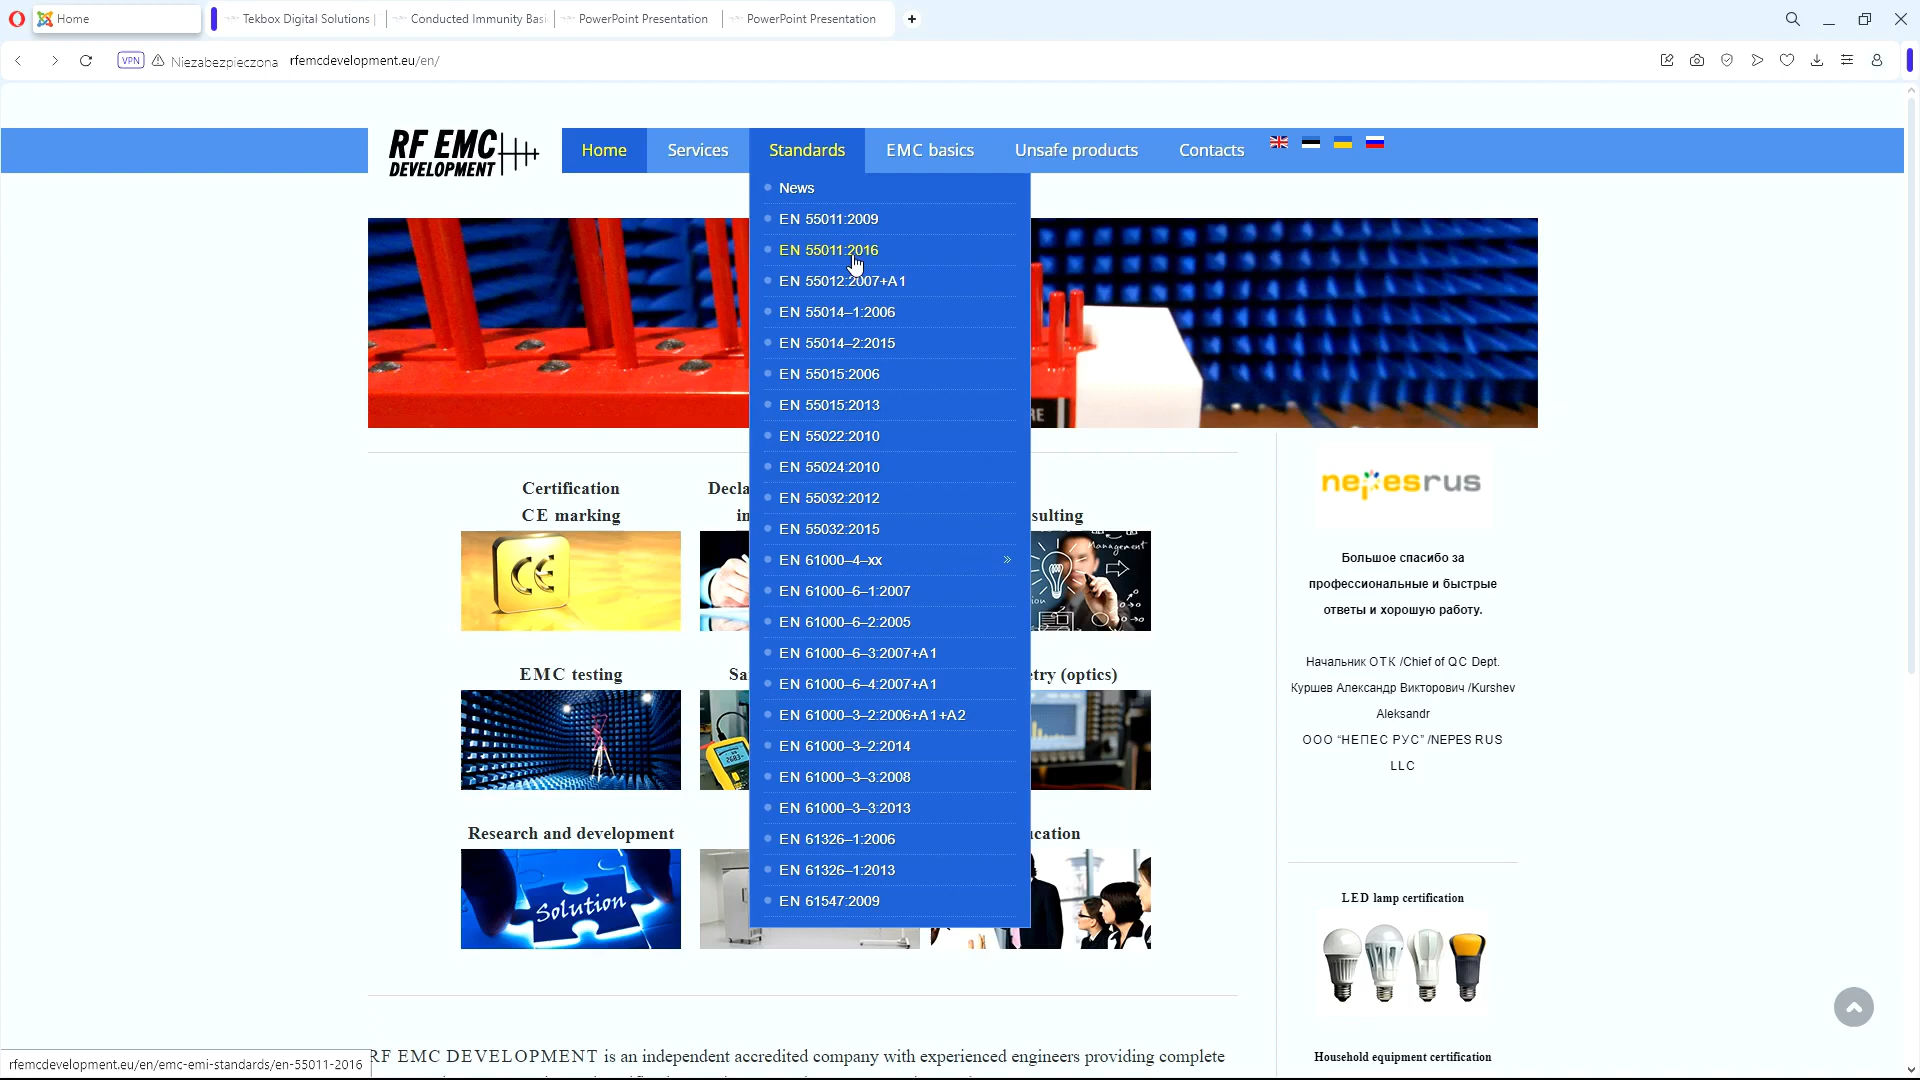 Home
Tekbox Digital Solutions |
Conducted Immunity Basi
PowerPoint Presentation
PowerPoint Presentation
VPN
Niezabezpieczona
rfemcdevelopment.eu/en/
RF EMC
DEVELOPMENT
Home
Services
Standards
EMC basics
Unsafe products
Contacts
News
EN 55011:2009
EN 55011:2016
EN 55012:2007+A1
EN 55014–1:2006
EN 55014–2:2015
EN 55015:2006
EN 55015:2013
EN 55022:2010
EN 55024:2010
EN 55032:2012
EN 55032:2015
EN 61000–4–xx »
EN 61000–6–1:2007
EN 61000–6–2:2005
EN 61000–6–3:2007+A1
EN 61000–6–4:2007+A1
EN 61000–3–2:2006+A1+A2
EN 61000–3–2:2014
EN 61000–3–3:2008
EN 61000–3–3:2013
EN 61326–1:2006
EN 61326–1:2013
EN 61547:2009
RE
Certification
CE marking
Decla
in
sulting
CE
Management
EMC testing
Sa
etry (optics)
Research and development
ication
Solution
nepesrus
Большое спасибо за
профессиональные и быстрые
ответы и хорошую работу.
Начальник ОТК /Chief of QC Dept.
Куршев Александр Викторович /Kurshev
Aleksandr
ООО “НЕПЕС РУС” /NEPES RUS
LLC
LED lamp certification
Household equipment certification
RF EMC DEVELOPMENT is an independent accredited company with experienced engineers providing complete
rfemcdevelopment.eu/en/emc-emi-standards/en-55011-2016